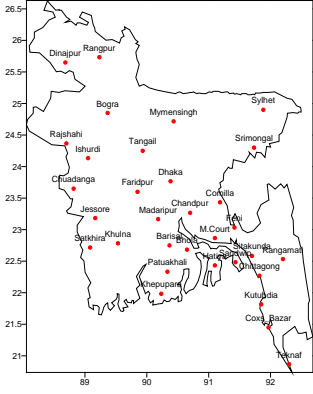 26.5
Rangpur
Dinajpur
26
25.5
Bogra
Sylhet
25
Mymensingh
24.5
Rajshahi
Tangail
Srimongal
Ishurdi
24
Dhaka
Chuadanga
Faridpur
23.5
Comilla
Chandpur
Jessore
Madaripur
Feni
23
M.Court
Khulna
Barisal
Satkhira
Bhola
Sitakunda
Sandwip
Rangamati
Hatiya
22.5
Patuakhali
Chittagong
Khepupara
22
Kutubdia
21.5
Coxs_Bazar
21
Teknaf
89
90
91
92